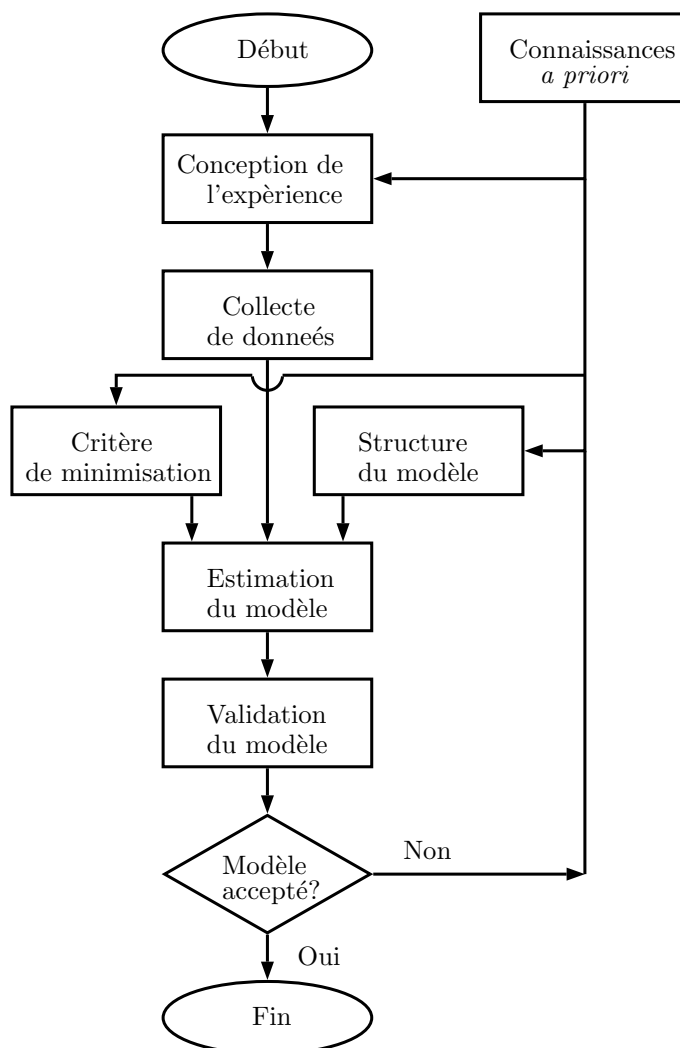 Début
Connaissances
a priori
Conception de
l'expèrience
Collecte
de donneés
Critère
de minimisation
Structure
du modèle
Estimation
du modèle
Validation
du modèle
Modèle
accepté?
Non
Oui
Fin